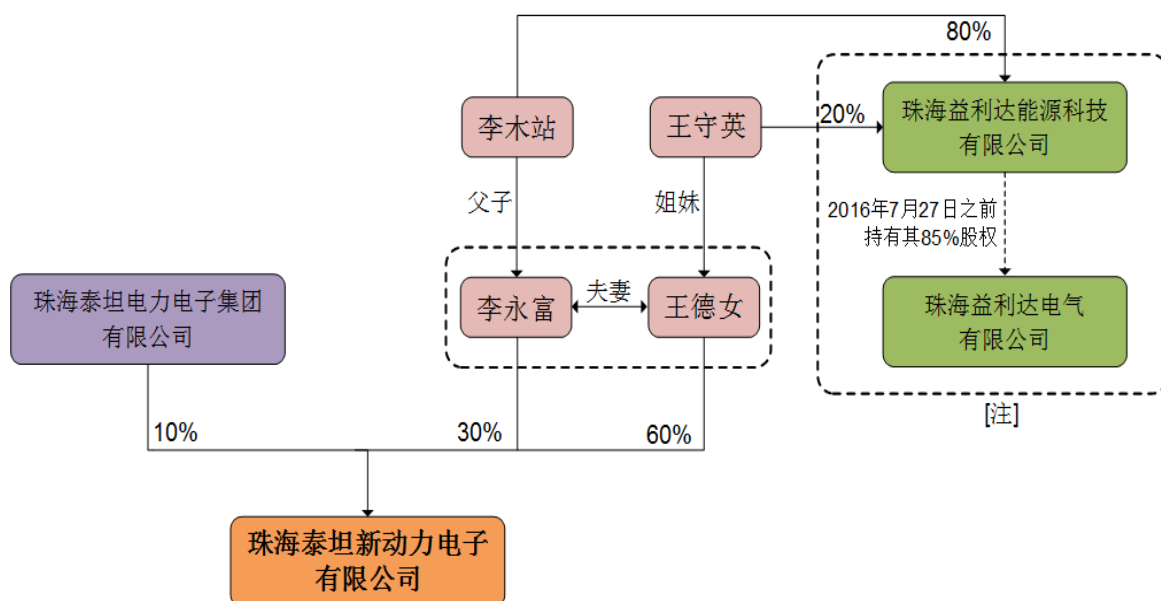 80%
李木站
王守英
20%
珠海益利达能源科技
有限公司
父子
姐妹
2016年7月27日之前
持有其85%股权
珠海泰坦电力电子集团
有限公司
李永富
夫妻
王德女
珠海益利达电气
有限公司
[注]
10%
30%
60%
珠海泰坦新动力电子
有限公司